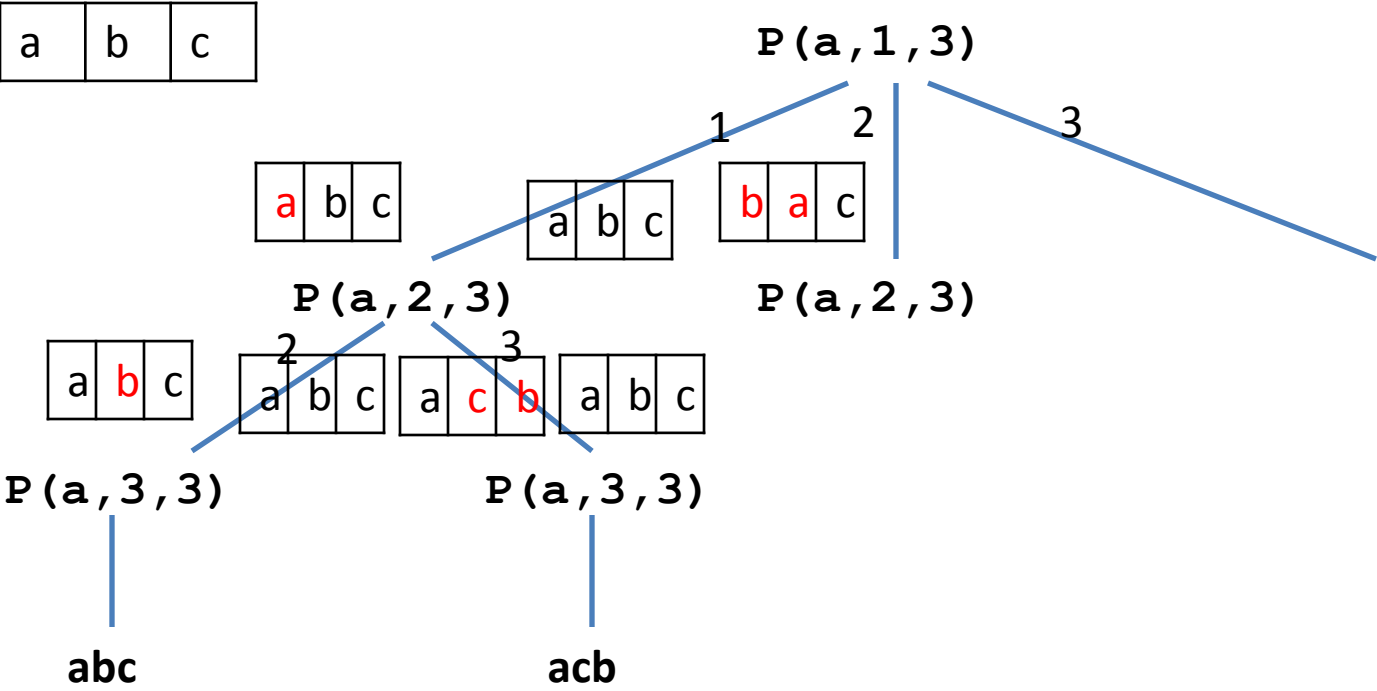 a b c
P(a,1,3)
1 2 3
a b c
a b c
b a c
P(a,2,3)
P(a,2,3)
2 3
a b c
a b c
a c b
a b c
P(a,3,3)
P(a,3,3)
abc
acb